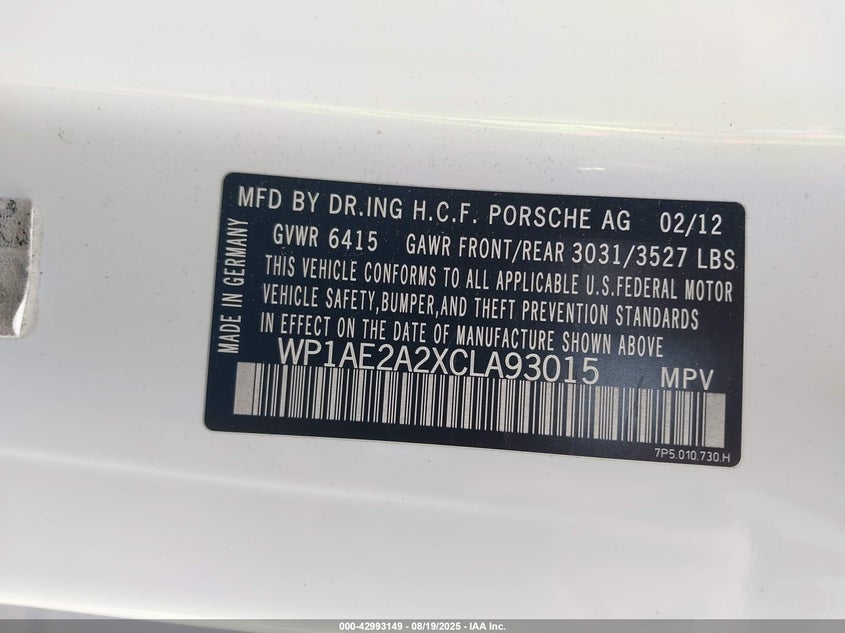 MFD BY DR.ING H.C.F. PORSCHE AG 02/12
GVWR 6415 GAWR FRONT/REAR 3031/3527 LBS
THIS VEHICLE CONFORMS TO ALL APPLICABLE U.S.FEDERAL MOTOR
VEHICLE SAFETY,BUMPER,AND THEFT PREVENTION STANDARDS
IN EFFECT ON THE DATE OF MANUFACTURE SHOWN ABOVE
MADE IN GERMANY
WP1AE2A2XCLA93015 MPV
7P5.010.730.H
000-42993149 - 08/19/2025 - IAA Inc.